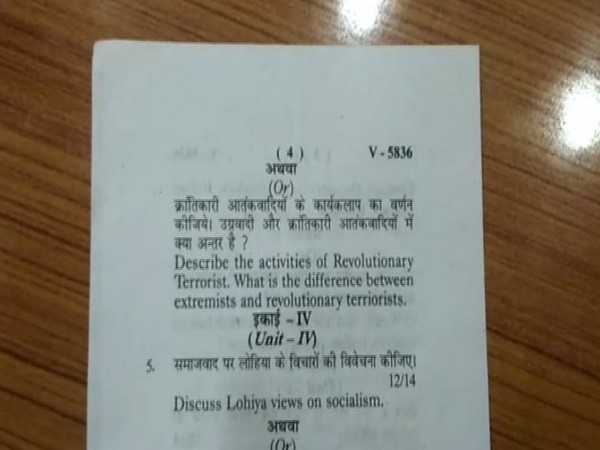 ( 4 ) V - 5836
अथवा
(Or)
क्रांतिकारी आतंकवादियों के कार्यकलाप का वर्णन
कीजिये। उग्रवादी और क्रांतिकारी आतंकवादियों में
क्या अन्तर है ?
Describe the activities of Revolutionary
Terrorist. What is the difference between
extremists and revolutionary terriorists.
इकाई – IV
(Unit – IV)
5. समाजवाद पर लोहिया के विचारों की विवेचना कीजिए।
12/14
Discuss Lohiya views on socialism.
अथवा
(Or)